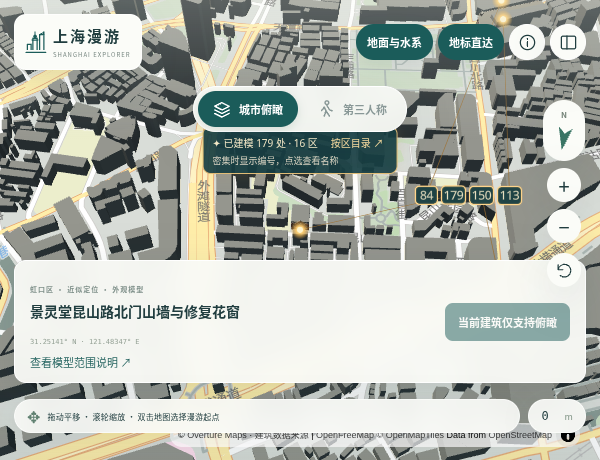 上海漫游
SHANGHAI EXPLORER
地面与水系
地标直达
城市俯瞰
第三人称
N
✦ 已建模 179 处 · 16 区 按区目录 ↗
密集时显示编号，点选查看名称
外滩隧道
84
179
150
113
+
−
虹口区 · 近似定位 · 外观模型
景灵堂昆山路北门山墙与修复花窗
31.25141° N · 121.48347° E
查看模型范围说明 ↗
当前建筑仅支持俯瞰
拖动平移 · 滚轮缩放 · 双击地图选择漫游起点
0 m
© Overture Maps · 建筑数据来源 | OpenFreeMap © OpenMapTiles Data from OpenStreetMap